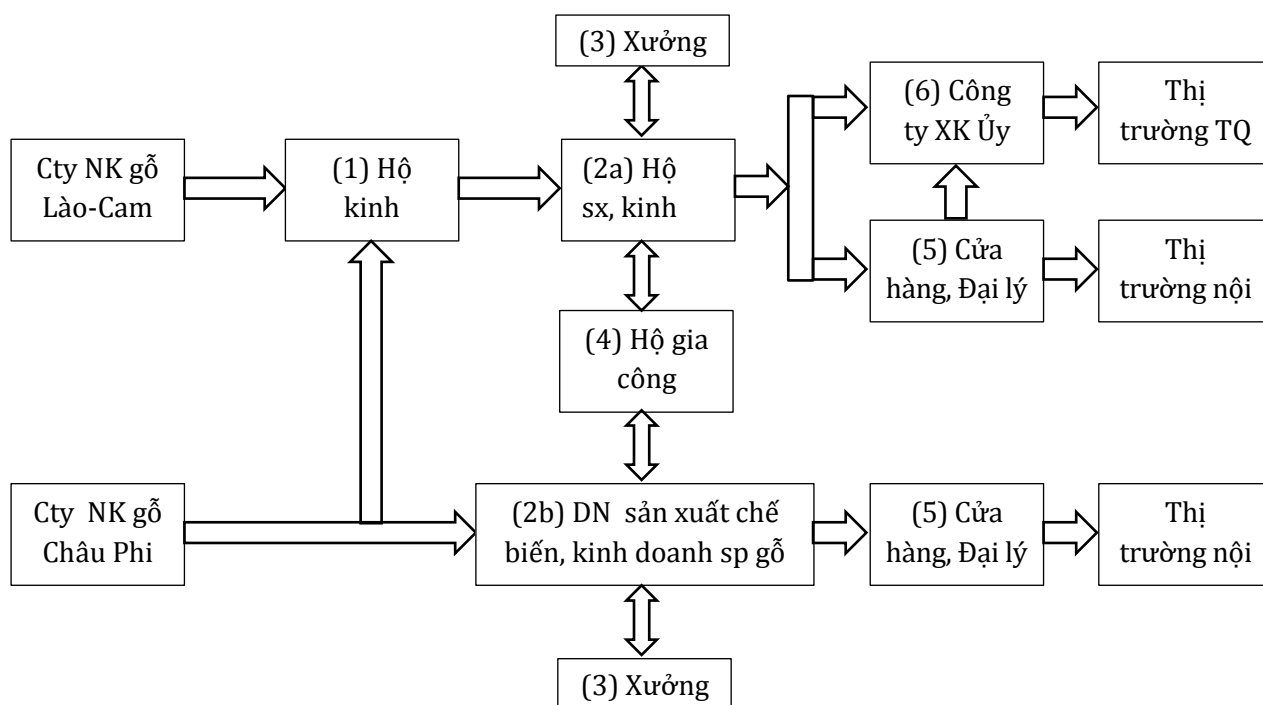 (3) Xưởng
(6) Công
ty XK Ủy
Thị
trường TQ
Cty NK gỗ
Lào-Cam
(1) Hộ
kinh
(2a) Hộ
sx, kinh
(5) Cửa
hàng, Đại lý
Thị
trường nội
(4) Hộ gia
công
Cty NK gỗ
Châu Phi
(2b) DN sản xuất chế
biến, kinh doanh sp gỗ
(5) Cửa
hàng, Đại lý
Thị
trường nội
(3) Xưởng